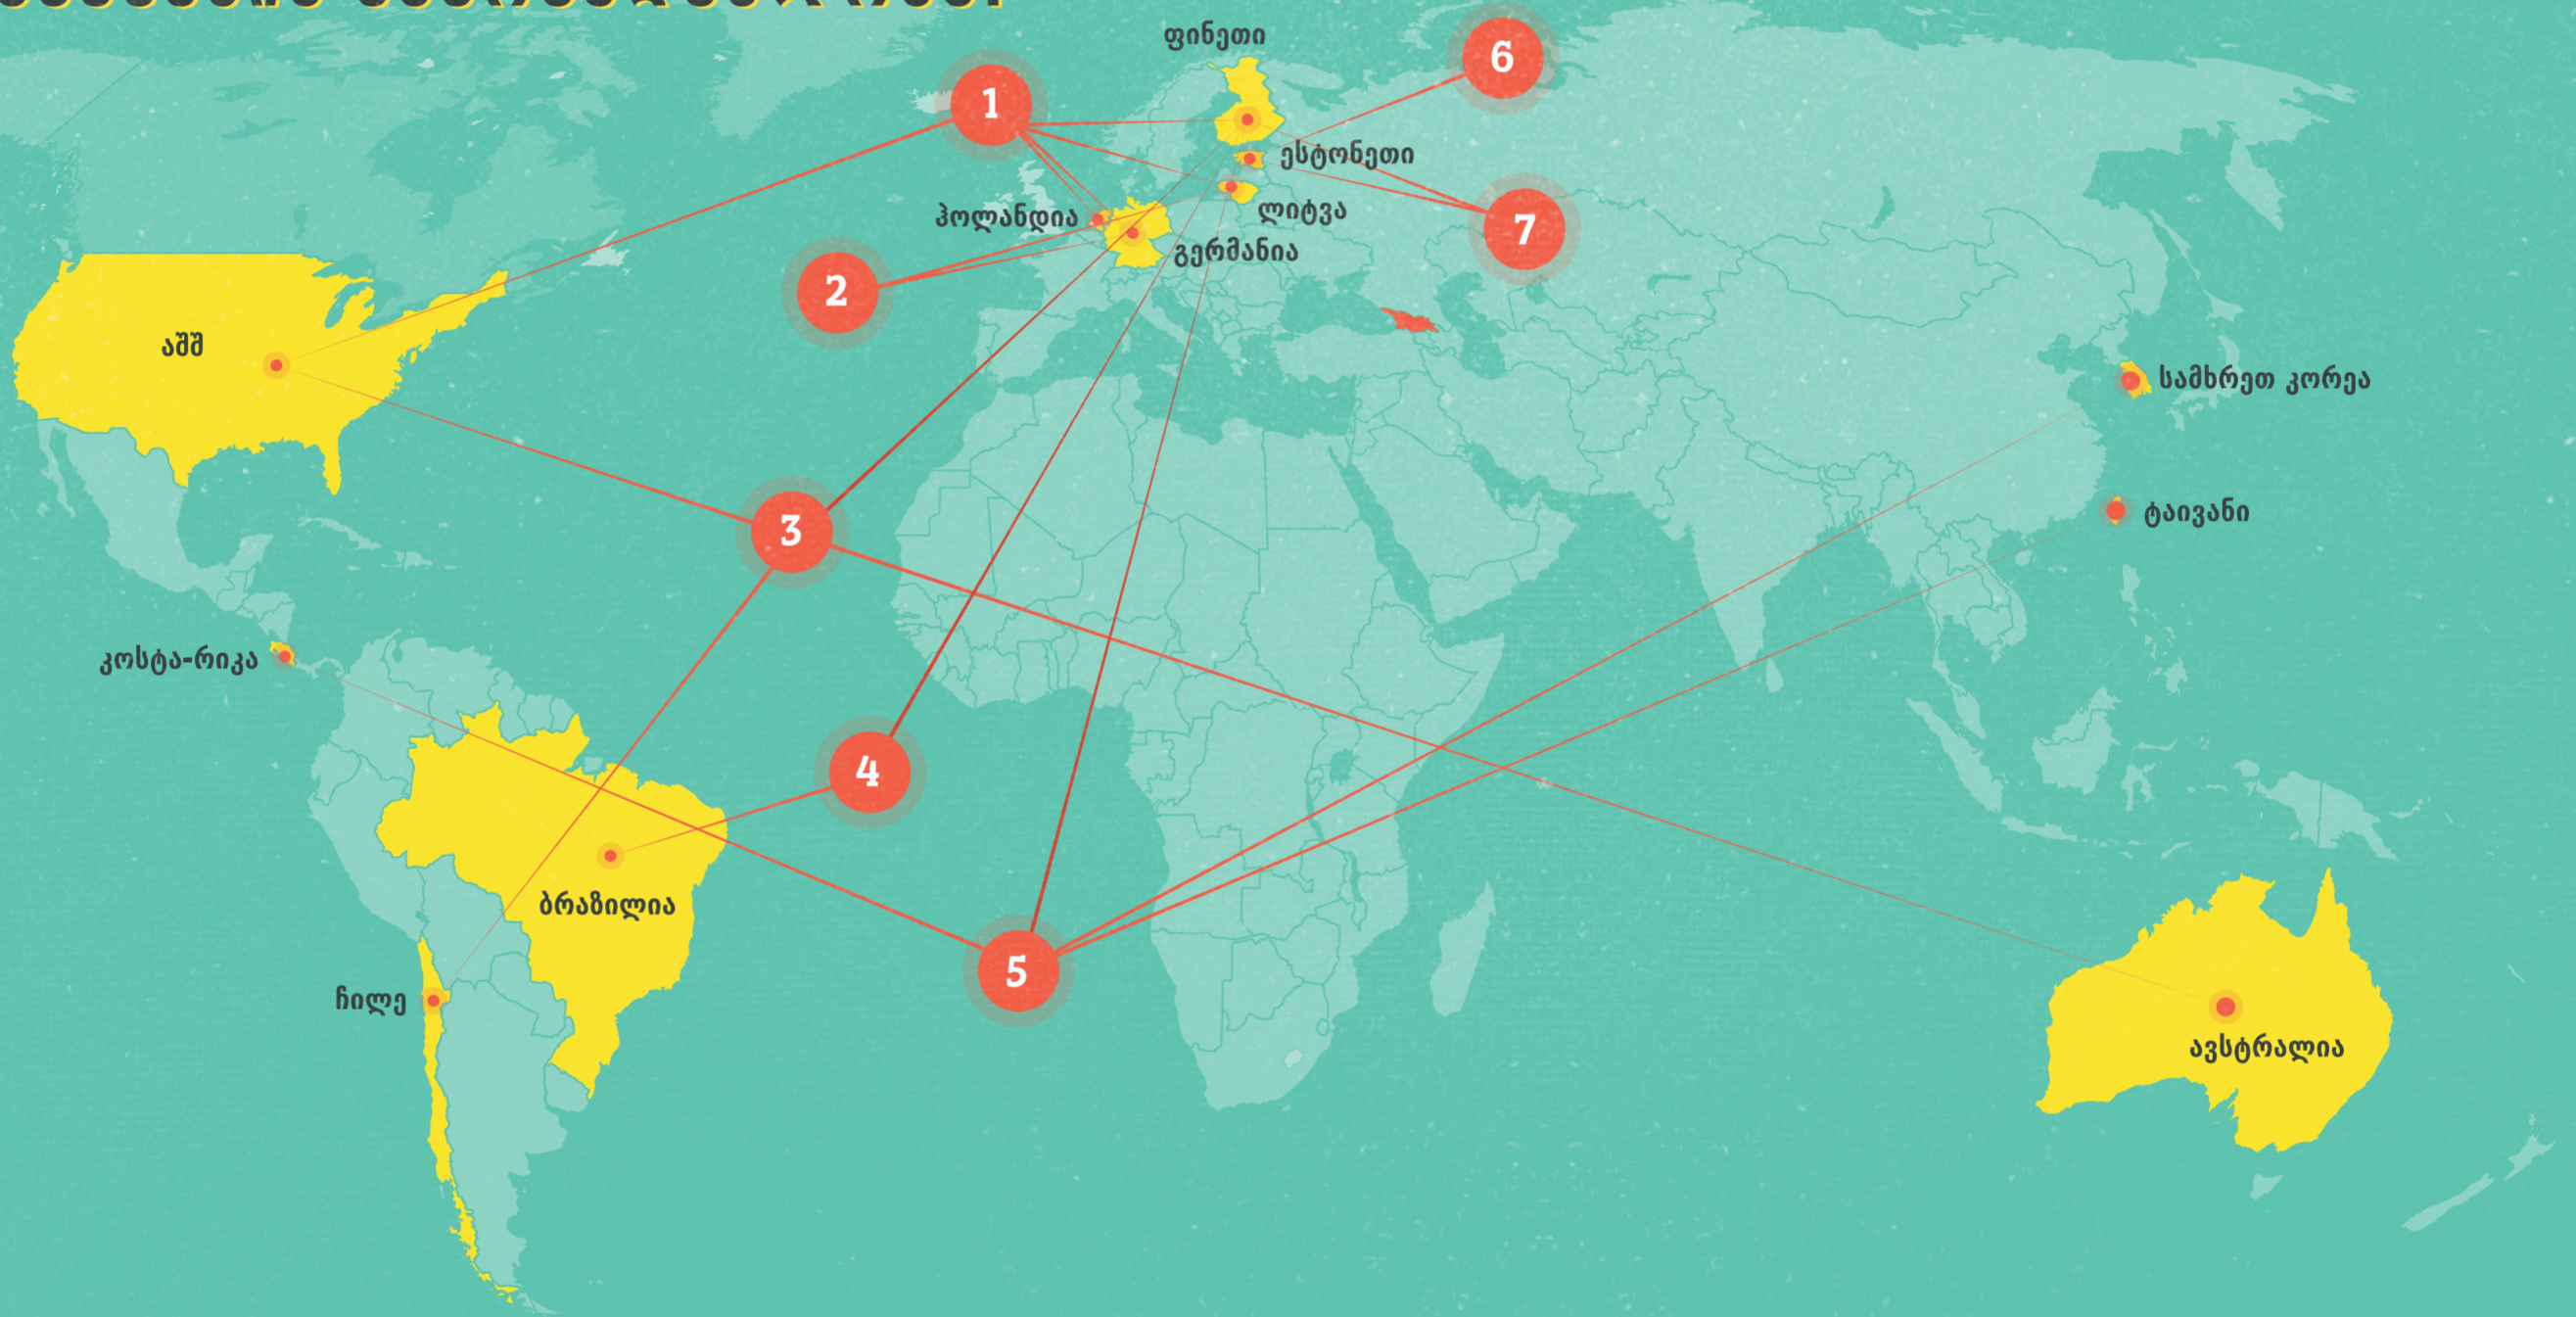 ფინეთი
6
1
ესტონეთი
ჰოლანდია
ლიტვა
7
გერმანია
2
აშშ
სამხრეთ კორეა
ტაივანი
3
კოსტა-რიკა
4
ბრაზილია
5
ჩილე
ავსტრალია